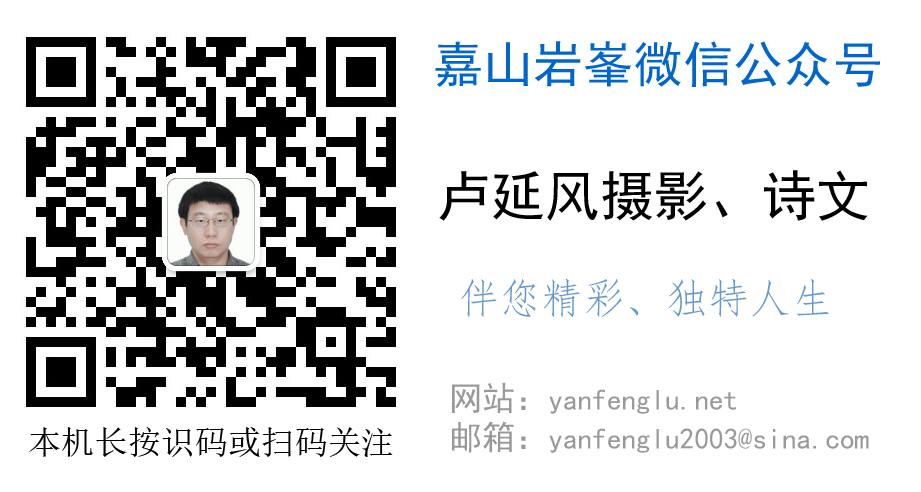 嘉山岩峯微信公众号
卢延风摄影、诗文
伴您精彩、独特人生
网站：yanfenglu.net
邮箱：yanfenglu2003@sina.com
本机长按识码或扫码关注